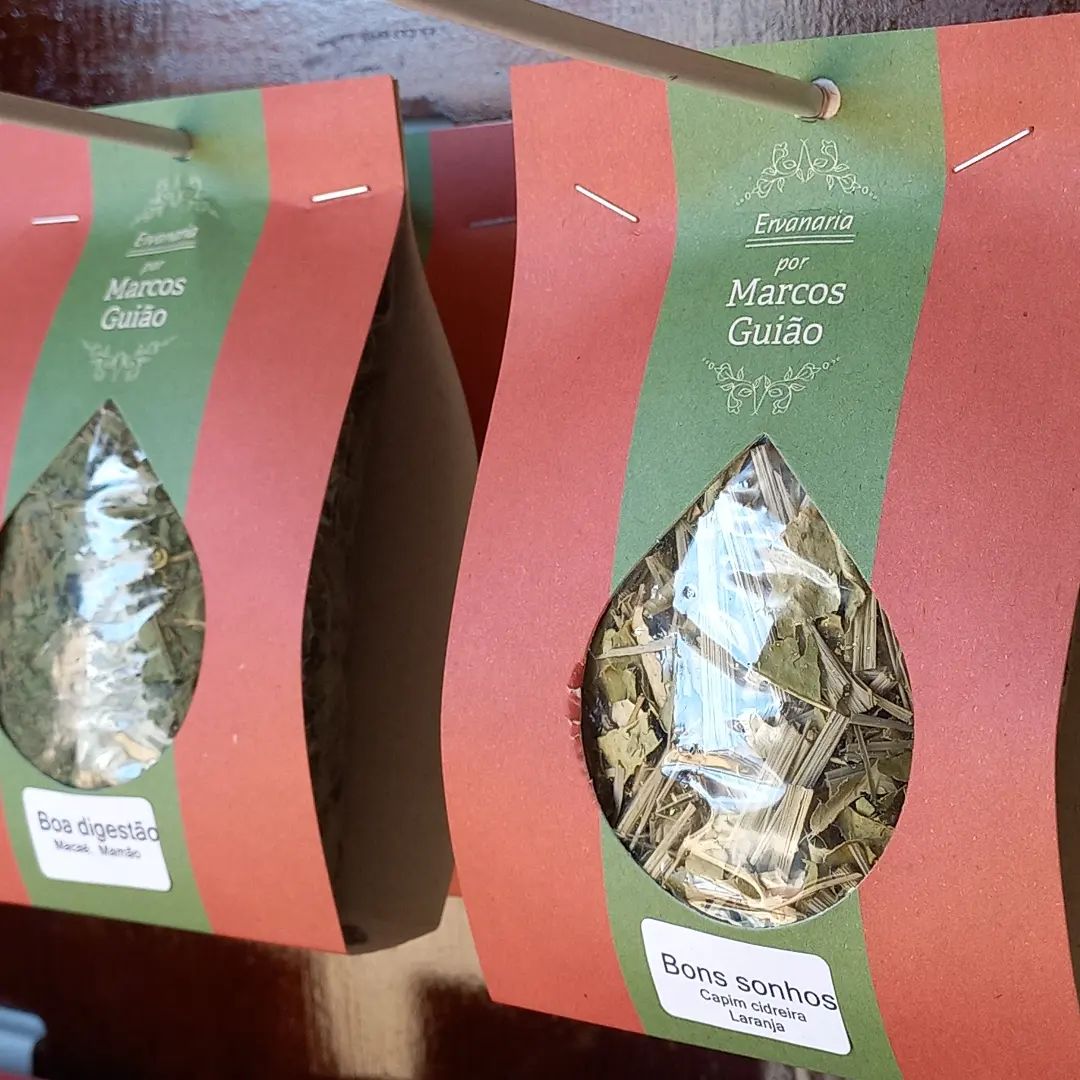 Ervanaria
por
Marcos
Guião
Boa digestão
Macaé. Mamão
Ervanaria
por
Marcos
Guião
Bons sonhos
Capim cidreira
Laranja